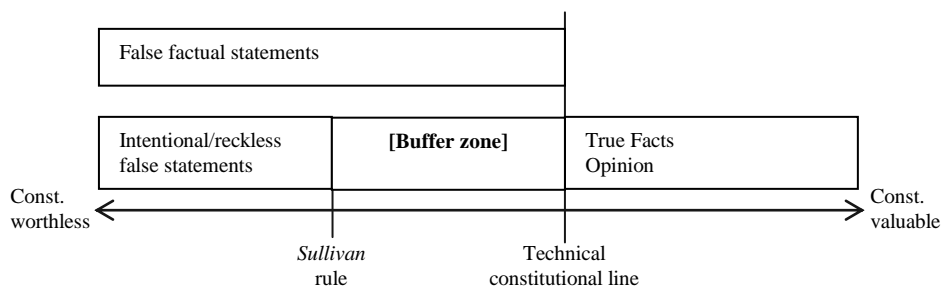 False factual statements
Intentional/reckless
false statements
[Buffer zone]
True Facts
Opinion
Const.
worthless
Const.
valuable
Sullivan
rule
Technical
constitutional line